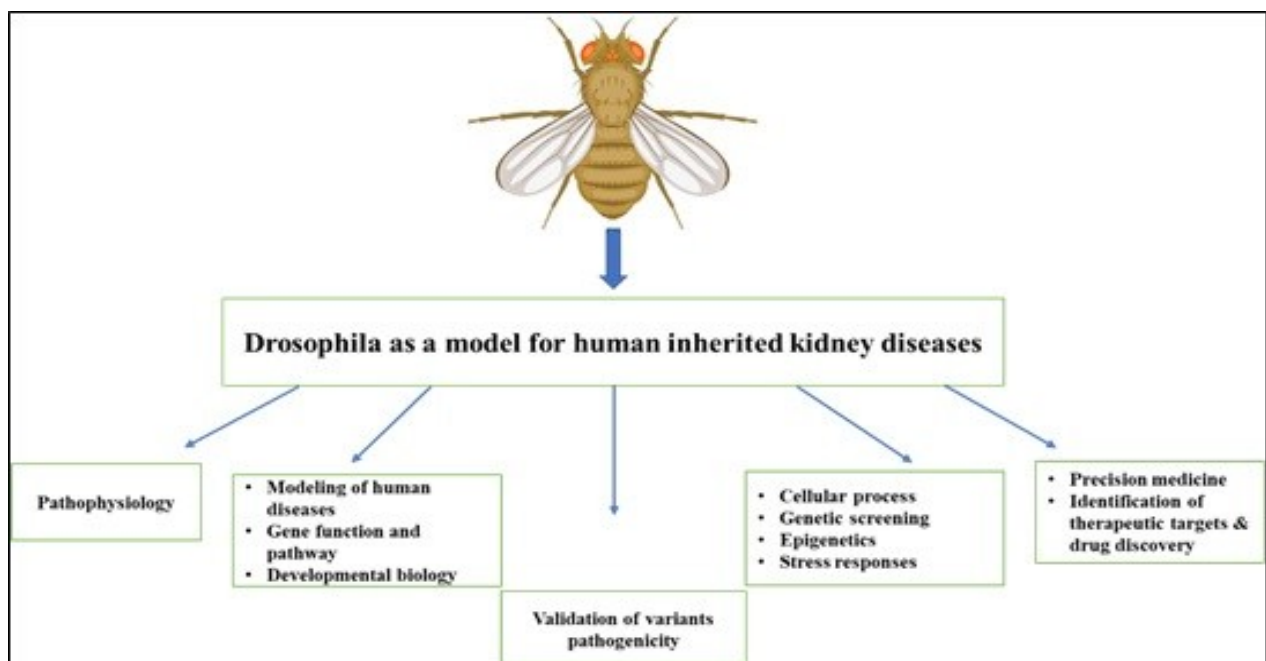 Drosophila as a model for human inherited kidney diseases
Pathophysiology
• Modeling of human
diseases
• Gene function and
pathway
• Developmental biology
Validation of variants
pathogenicity
• Cellular process
• Genetic screening
• Epigenetics
• Stress responses
• Precision medicine
• Identification of
therapeutic targets &
drug discovery